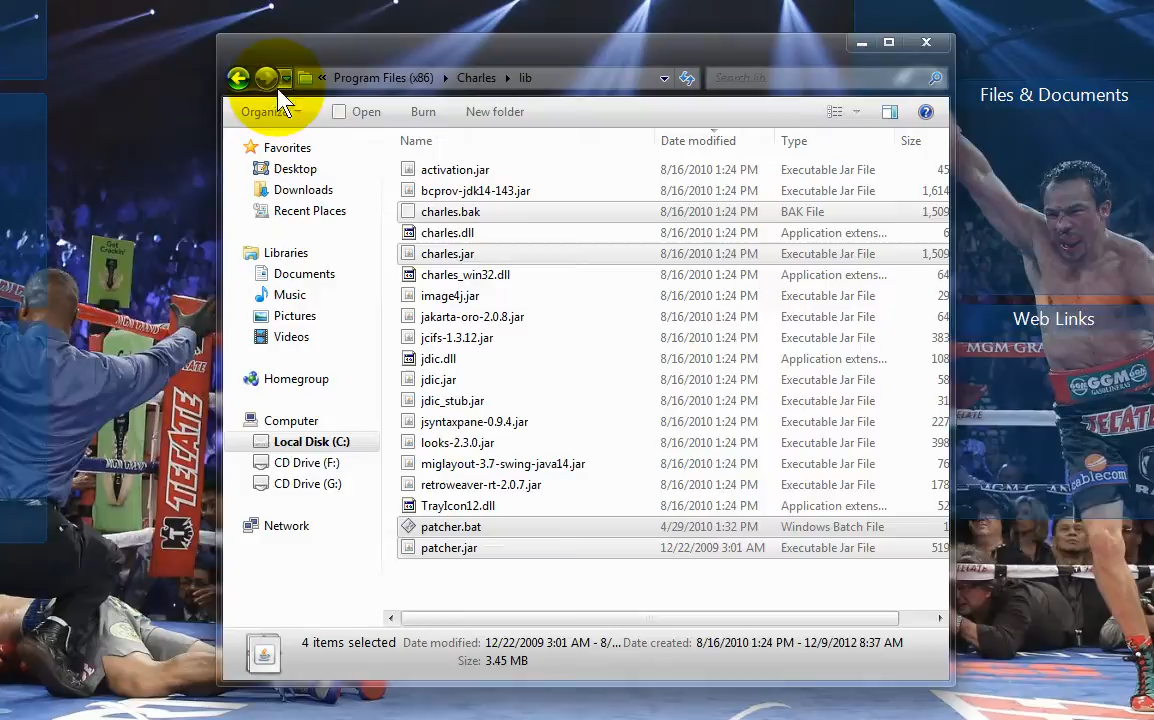 Program Files (x86) Charles lib
Search lib
Organize Open Burn New folder
Files & Documents
Web Links
Favorites
Desktop
Downloads
Recent Places
Libraries
Documents
Music
Pictures
Videos
Homegroup
Computer
Local Disk (C:)
CD Drive (F:)
CD Drive (G:)
Network
Name Date modified Type Size
activation.jar 8/16/2010 1:24 PM Executable Jar File 45
bcprov-jdk14-143.jar 8/16/2010 1:24 PM Executable Jar File 1,614
charles.bak 8/16/2010 1:24 PM BAK File 1,509
charles.dll 8/16/2010 1:24 PM Application extens... 6
charles.jar 8/16/2010 1:24 PM Executable Jar File 1,509
charles_win32.dll 8/16/2010 1:24 PM Application extens...
image4j.jar 8/16/2010 1:24 PM Executable Jar File 29
jakarta-oro-2.0.8.jar 8/16/2010 1:24 PM Executable Jar File 64
jcifs-1.3.12.jar 8/16/2010 1:24 PM Executable Jar File 383
jdic.dll 8/16/2010 1:24 PM Application extens... 108
jdic.jar 8/16/2010 1:24 PM Executable Jar File 58
jdic_stub.jar 8/16/2010 1:24 PM Executable Jar File 31
jsyntaxpane-0.9.4.jar 8/16/2010 1:24 PM Executable Jar File 227
looks-2.3.0.jar 8/16/2010 1:24 PM Executable Jar File 398
miglayout-3.7-swing-java14.jar 8/16/2010 1:24 PM Executable Jar File 76
retroweaver-rt-2.0.7.jar 8/16/2010 1:24 PM Executable Jar File 178
TrayIcon12.dll 8/16/2010 1:24 PM Application extens... 52
patcher.bat 4/29/2010 1:32 PM Windows Batch File 1
patcher.jar 12/22/2009 3:01 AM Executable Jar File 519
4 items selected Date modified: 12/22/2009 3:01 AM - 8/... Date created: 8/16/2010 1:24 PM - 12/9/2012 8:37 AM
Size: 3.45 MB
Get Crackin'
TECATE
MGM GRAND
MGM GRA
GGM
TECATE
cablecom